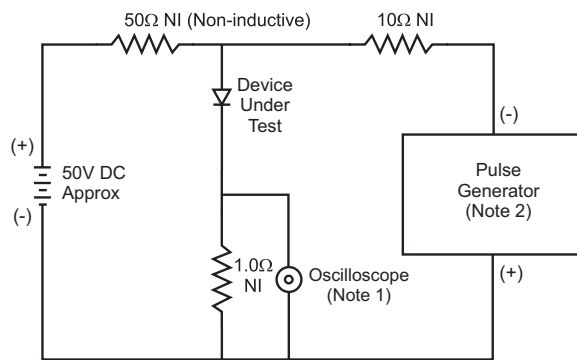 50Ω NI (Non-inductive)
10Ω NI
Device
Under
Test
(-)
(+)
50V DC
Approx
(-)
Pulse
Generator
(Note 2)
1.0Ω
NI
Oscilloscope
(Note 1)
(+)